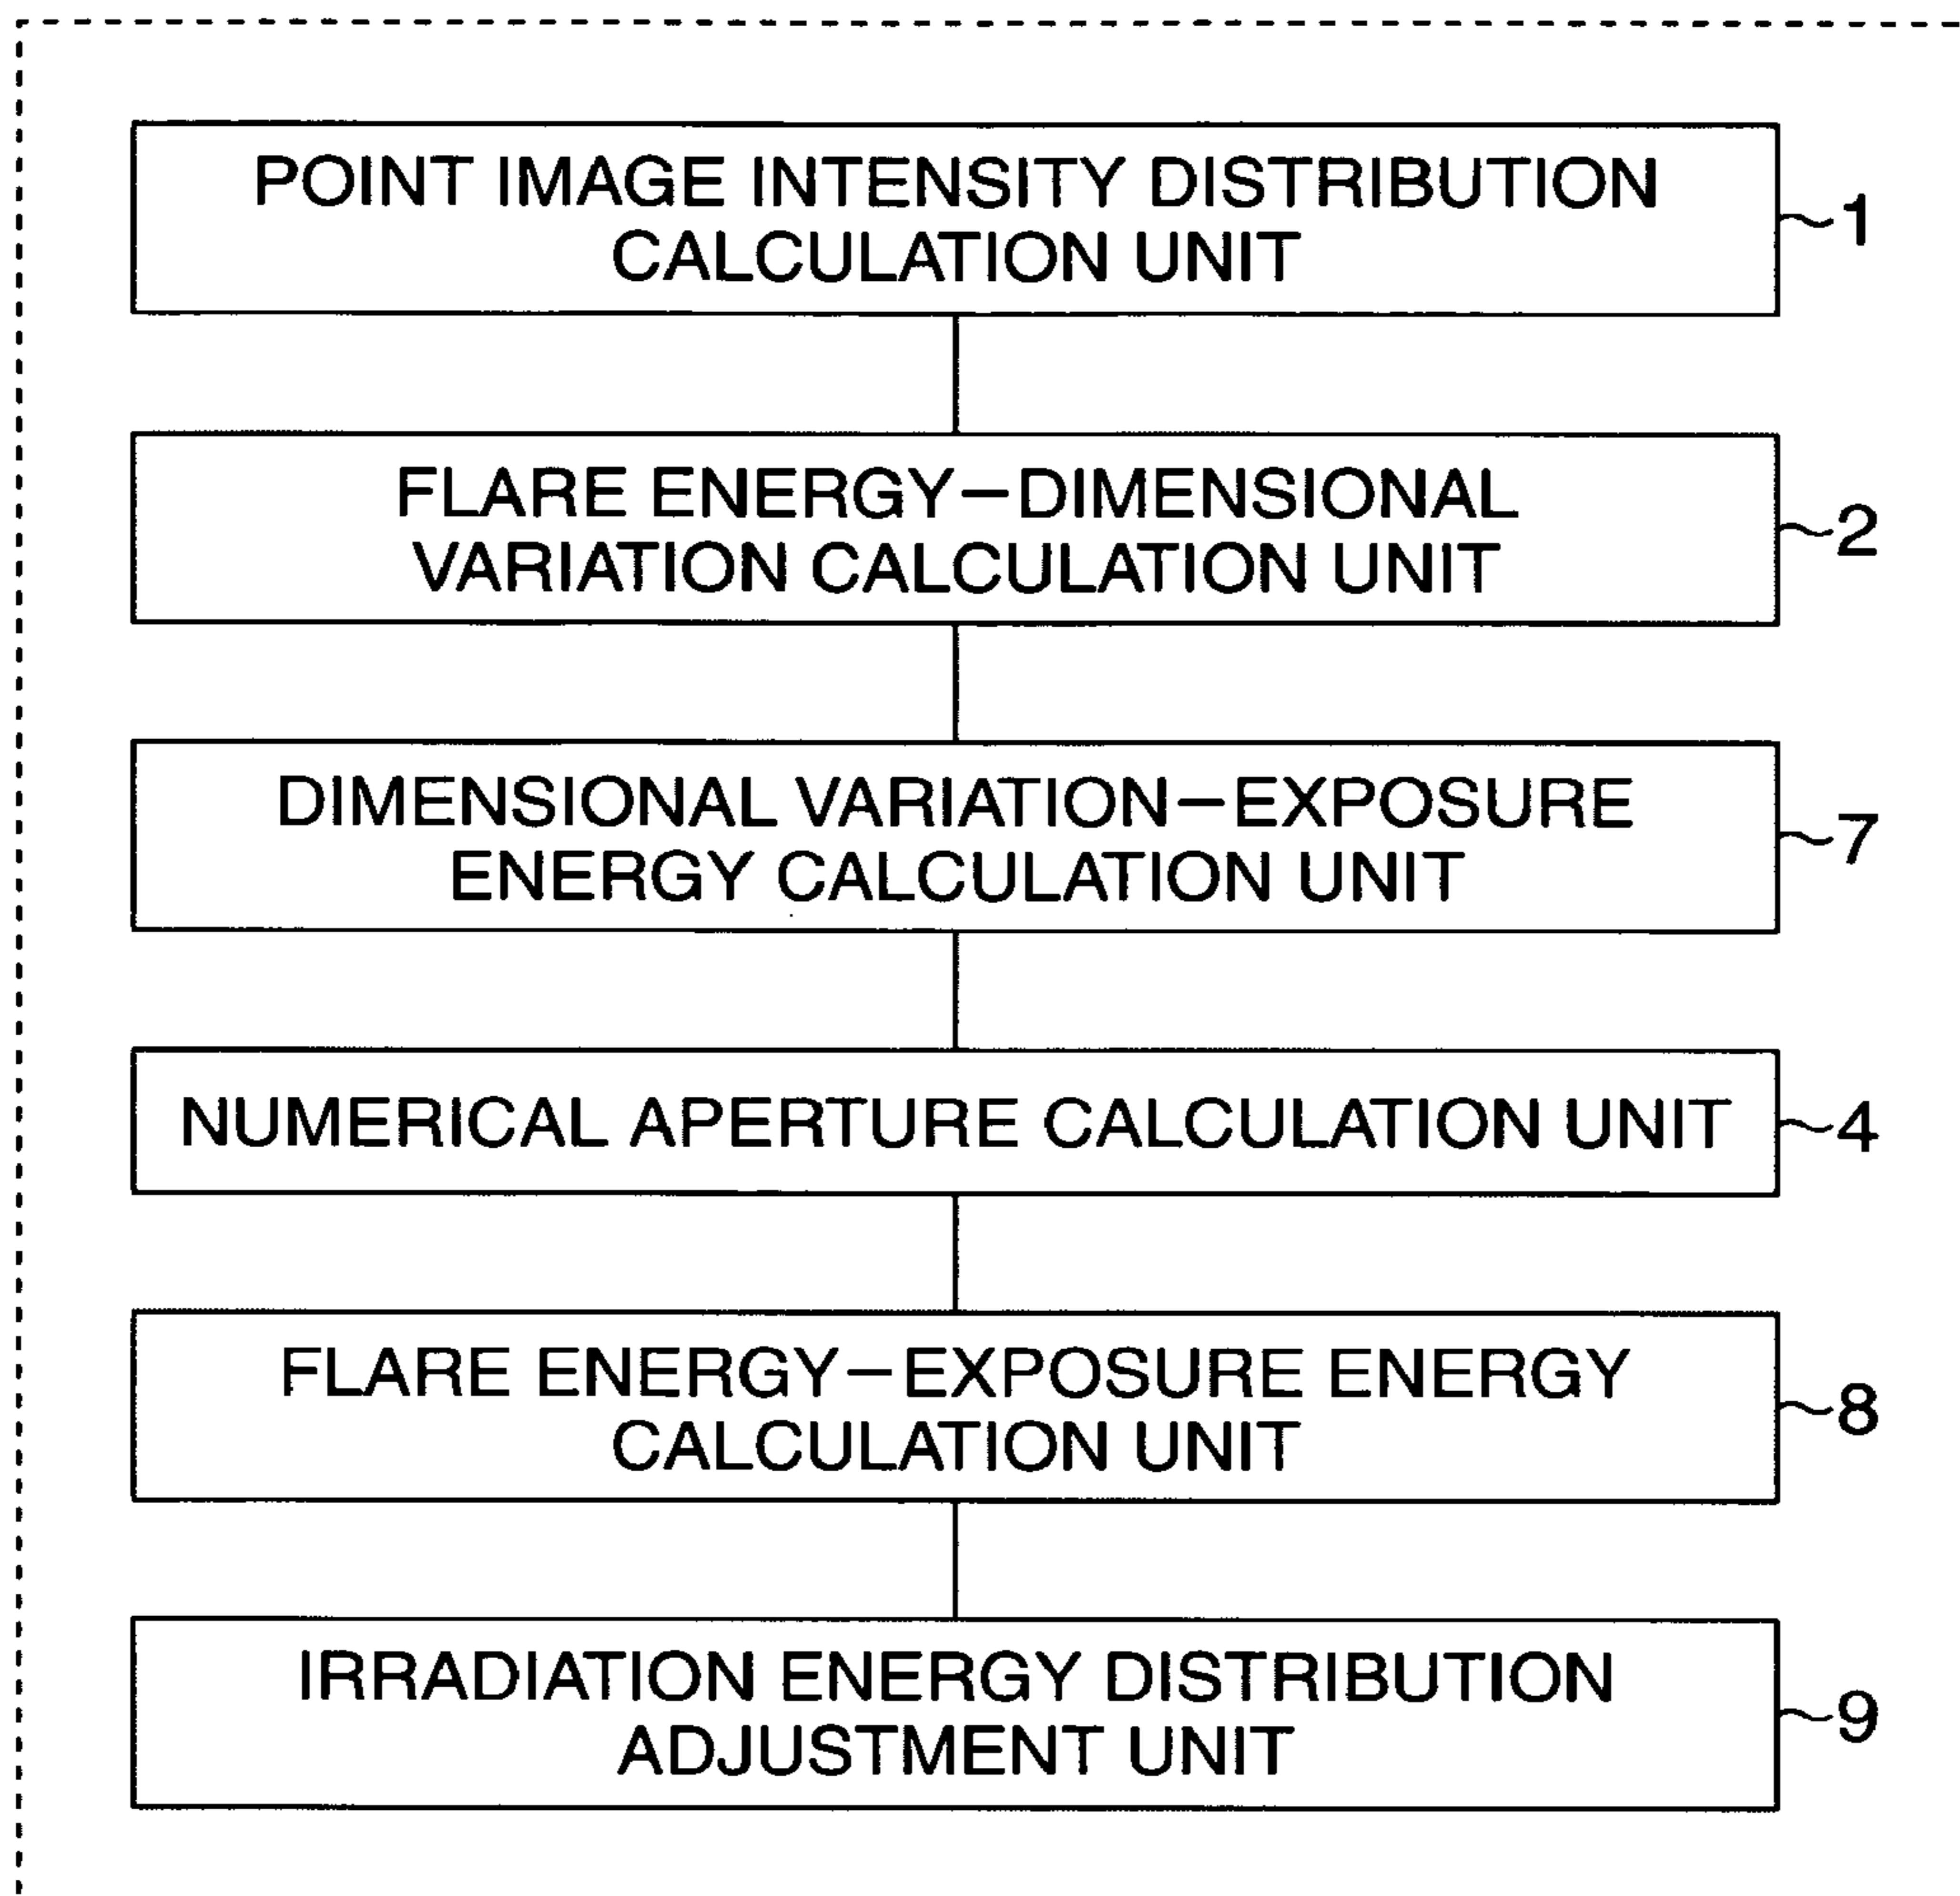 POINT IMAGE INTENSITY DISTRIBUTION
CALCULATION UNIT
1
FLARE ENERGY−DIMENSIONAL
VARIATION CALCULATION UNIT
2
DIMENSIONAL VARIATION−EXPOSURE
ENERGY CALCULATION UNIT
7
NUMERICAL APERTURE CALCULATION UNIT
4
FLARE ENERGY−EXPOSURE ENERGY
CALCULATION UNIT
8
IRRADIATION ENERGY DISTRIBUTION
ADJUSTMENT UNIT
9